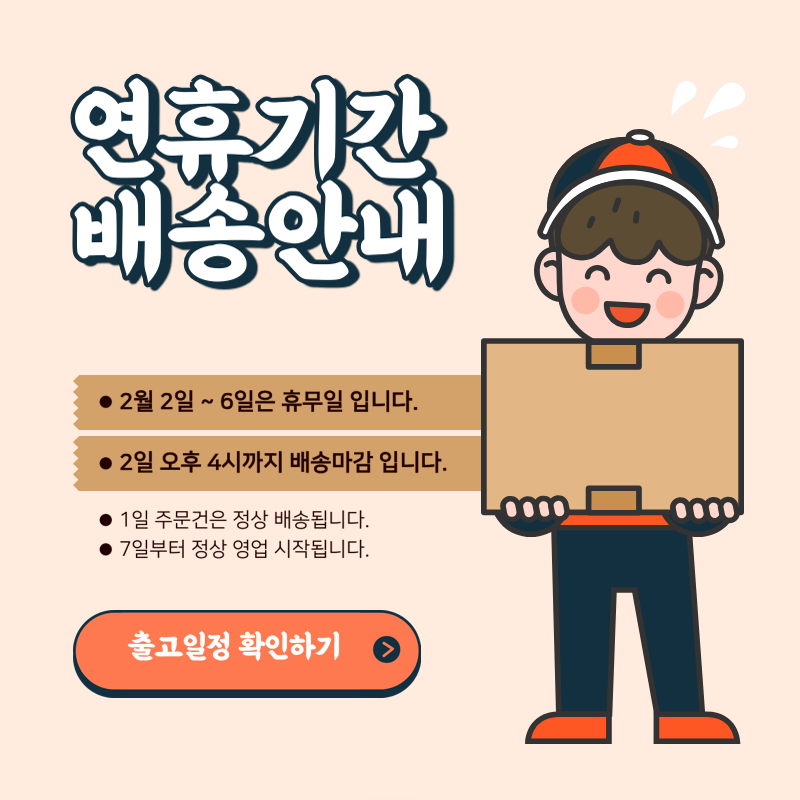 연휴기간
배송안내
● 2월 2일 ~ 6일은 휴무일 입니다.
● 2일 오후 4시까지 배송마감 입니다.
● 1일 주문건은 정상 배송됩니다.
● 7일부터 정상 영업 시작됩니다.
출고일정 확인하기